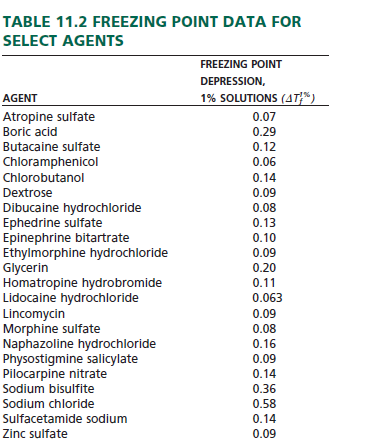 TABLE 11.2 FREEZING POINT DATA FOR
SELECT AGENTS
FREEZING POINT
DEPRESSION,
AGENT 1% SOLUTIONS (ΔT_f^1%)
Atropine sulfate 0.07
Boric acid 0.29
Butacaine sulfate 0.12
Chloramphenicol 0.06
Chlorobutanol 0.14
Dextrose 0.09
Dibucaine hydrochloride 0.08
Ephedrine sulfate 0.13
Epinephrine bitartrate 0.10
Ethylmorphine hydrochloride 0.09
Glycerin 0.20
Homatropine hydrobromide 0.11
Lidocaine hydrochloride 0.063
Lincomycin 0.09
Morphine sulfate 0.08
Naphazoline hydrochloride 0.16
Physostigmine salicylate 0.09
Pilocarpine nitrate 0.14
Sodium bisulfite 0.36
Sodium chloride 0.58
Sulfacetamide sodium 0.14
Zinc sulfate 0.09